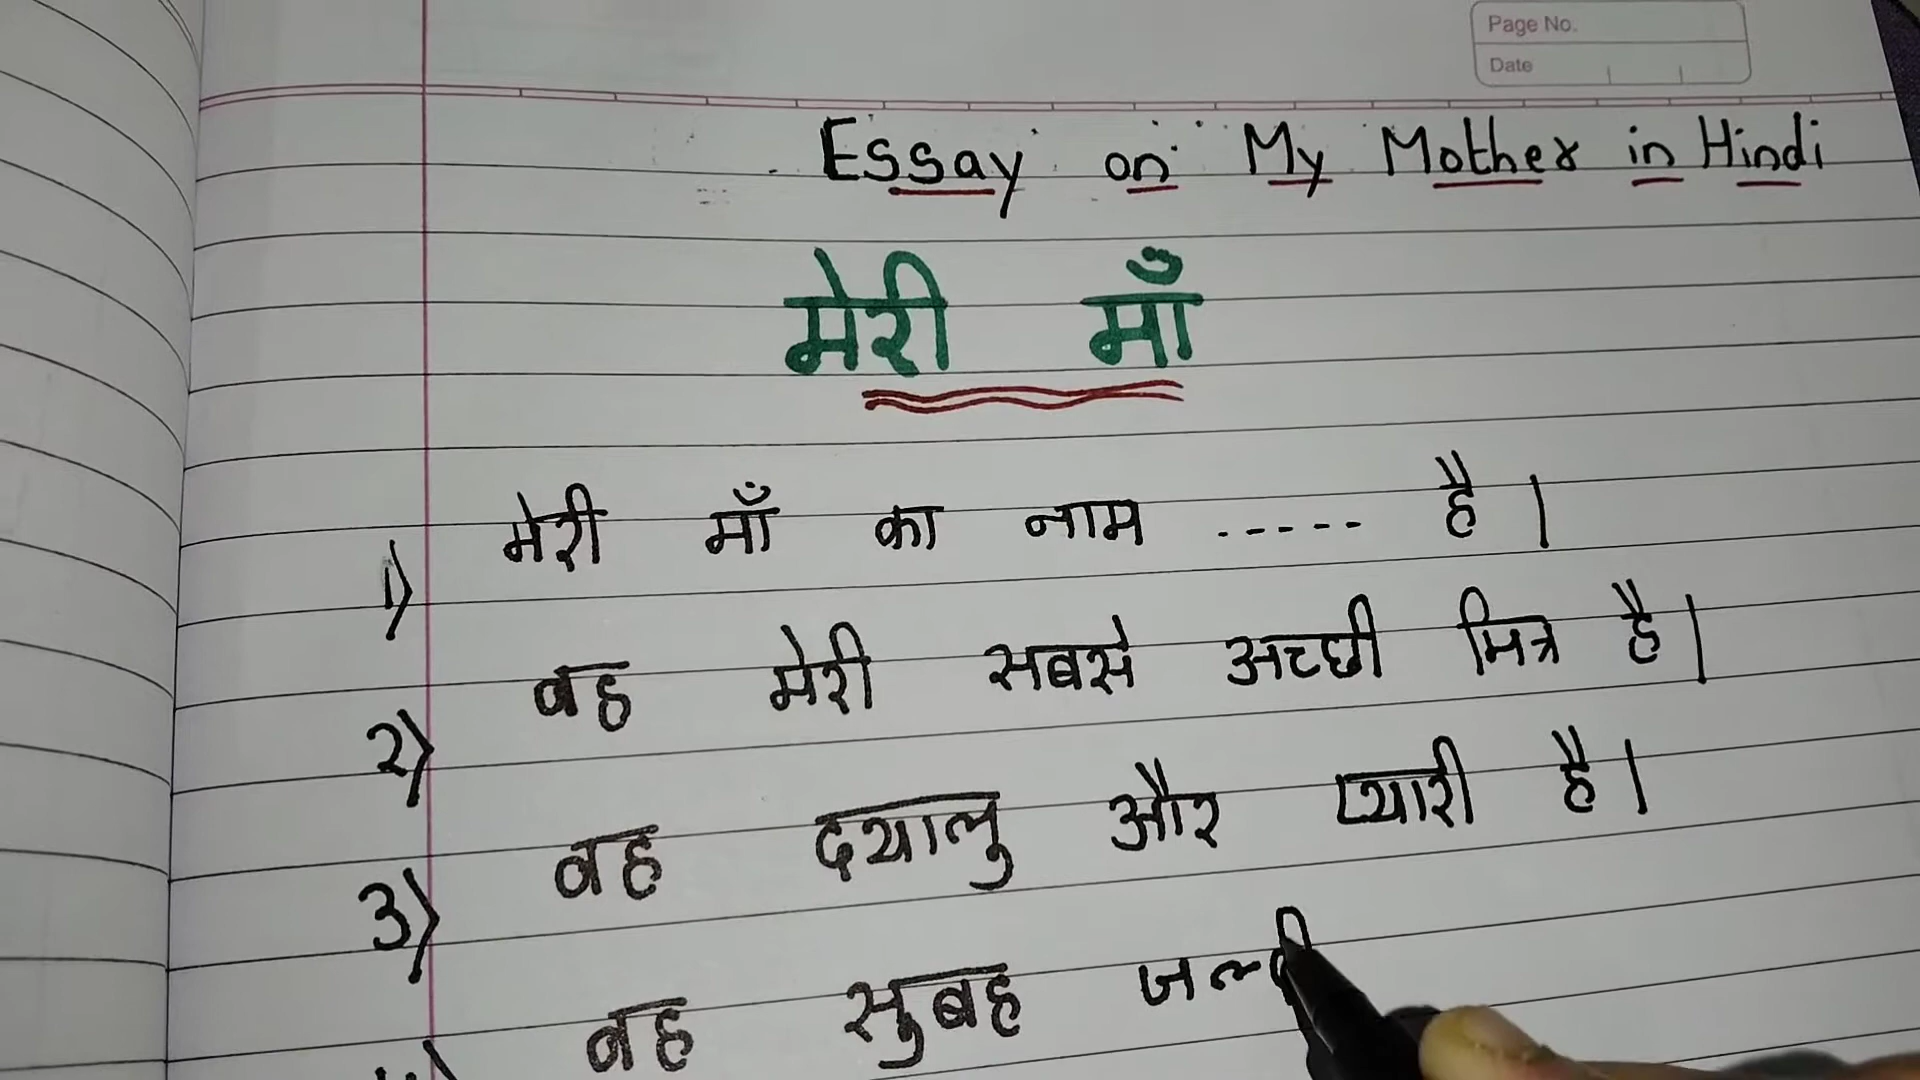 Page No.
Date
Essay on My Mother in Hindi
मेरी माँ
1) मेरी माँ का नाम ----- है।
2) वह मेरी सबसे अच्छी मित्र है।
3) वह दयालु और प्यारी है।
वह सुबह जल्दी